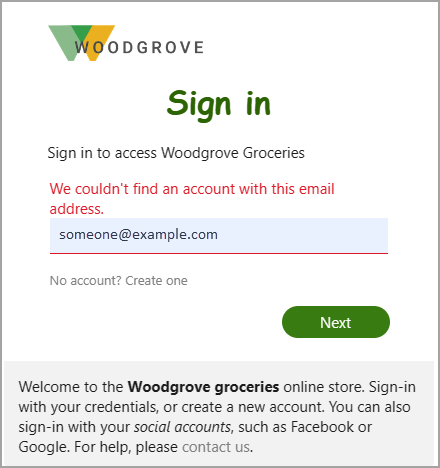 WOODGROVE
Sign in
Sign in to access Woodgrove Groceries
We couldn't find an account with this email
address.
someone@example.com
No account? Create one
Next
Welcome to the Woodgrove groceries online store. Sign-in
with your credentials, or create a new account. You can also
sign-in with your social accounts, such as Facebook or
Google. For help, please contact us.